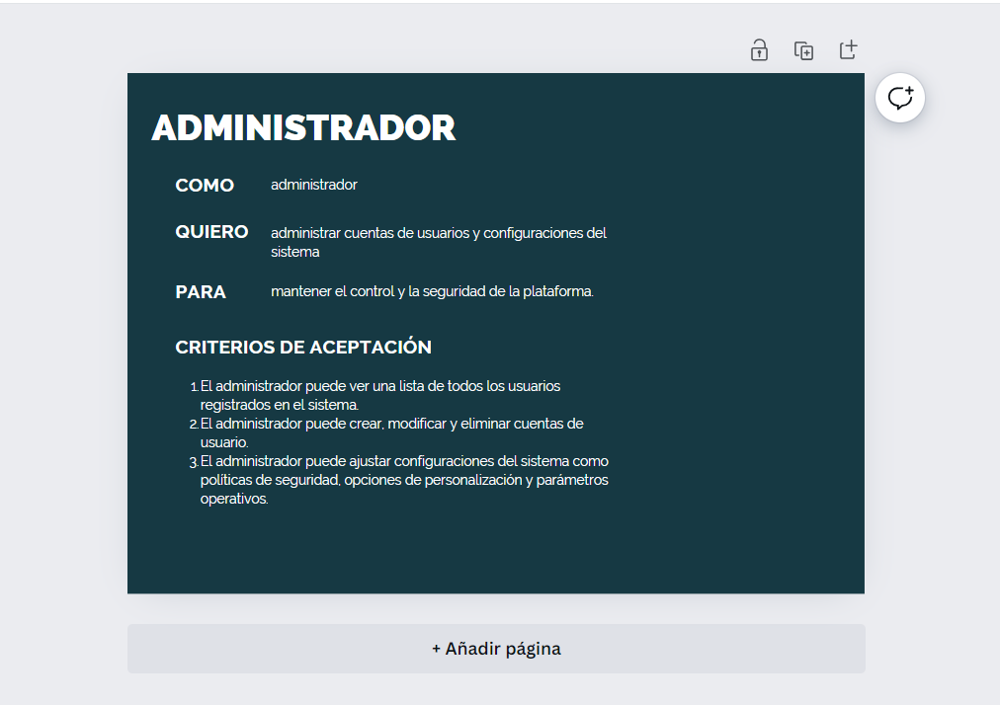 ADMINISTRADOR
COMO administrador
QUIERO administrar cuentas de usuarios y configuraciones del
sistema
PARA mantener el control y la seguridad de la plataforma.
CRITERIOS DE ACEPTACIÓN
1. El administrador puede ver una lista de todos los usuarios
registrados en el sistema.
2. El administrador puede crear, modificar y eliminar cuentas de
usuario.
3. El administrador puede ajustar configuraciones del sistema como
políticas de seguridad, opciones de personalización y parámetros
operativos.
+ Añadir página